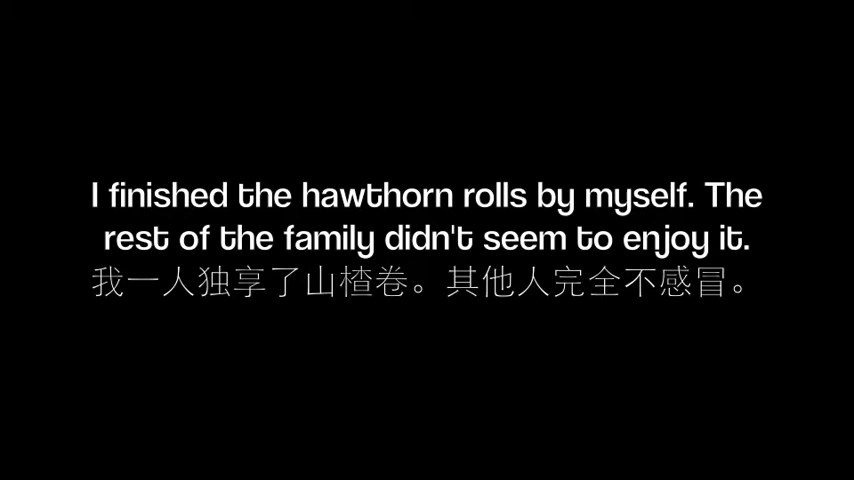 I finished the hawthorn rolls by myself. The
rest of the family didn't seem to enjoy it.
我一人独享了山楂卷。其他人完全不感冒。